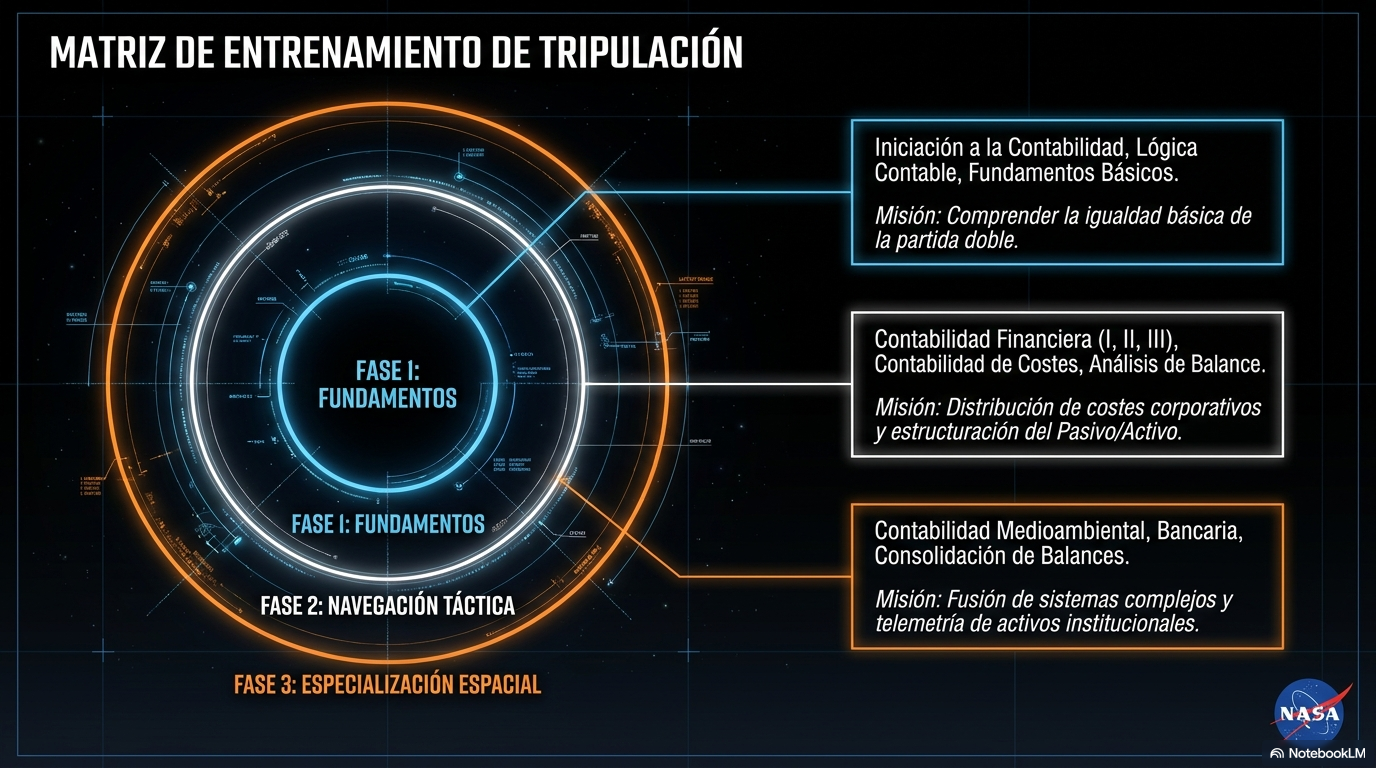 MATRIZ DE ENTRENAMIENTO DE TRIPULACIÓN
FASE 1:
FUNDAMENTOS
FASE 1: FUNDAMENTOS
FASE 2: NAVEGACIÓN TÁCTICA
FASE 3: ESPECIALIZACIÓN ESPACIAL
Iniciación a la Contabilidad, Lógica
Contable, Fundamentos Básicos.
Misión: Comprender la igualdad básica de
la partida doble.
Contabilidad Financiera (I, II, III),
Contabilidad de Costes, Análisis de Balance.
Misión: Distribución de costes corporativos
y estructuración del Pasivo/Activo.
Contabilidad Medioambiental, Bancaria,
Consolidación de Balances.
Misión: Fusión de sistemas complejos y
telemetría de activos institucionales.
NASA
NotebookLM